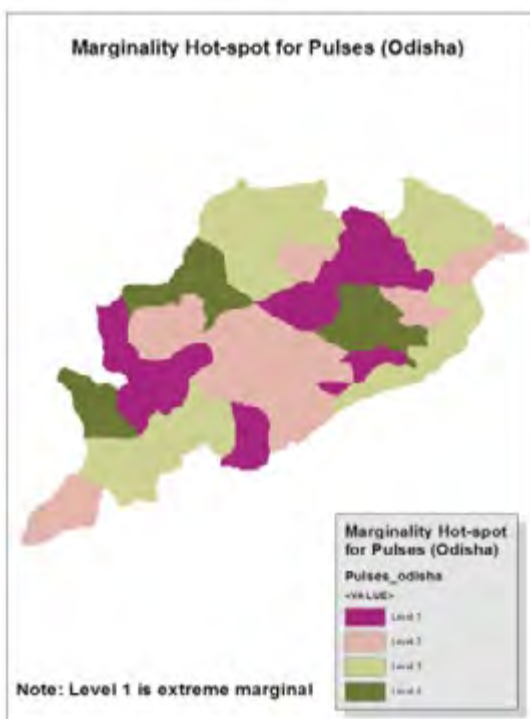 Marginality Hot-spot for Pulses (Odisha)
Marginality Hot-spot
for Pulses (Odisha)
Pulses_odisha
<VALUE>
Level 1
Level 2
Level 3
Level 4
Note: Level 1 is extreme marginal